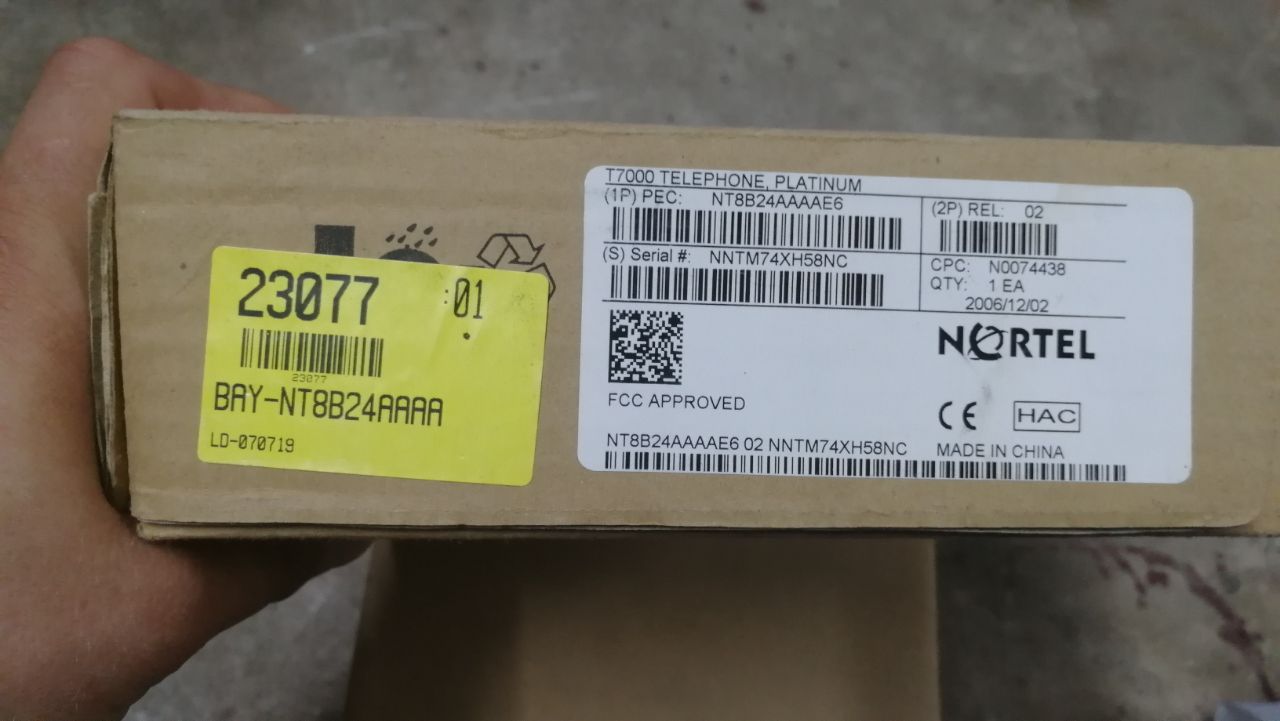 23077 :01
23077
BAY-NT8B24AAAA
LD-070719
T7000 TELEPHONE, PLATINUM
(1P) PEC: NT8B24AAAAE6
(2P) REL: 02
(S) Serial #: NNTM74XH58NC
CPC: N0074438
QTY: 1 EA
2006/12/02
NORTEL
FCC APPROVED
CE HAC
NT8B24AAAAE6 02 NNTM74XH58NC MADE IN CHINA